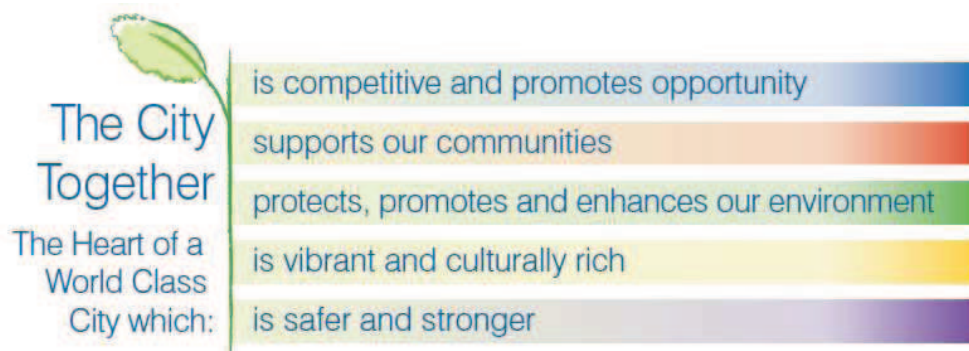 The City
Together
The Heart of a
World Class
City which:
is competitive and promotes opportunity
supports our communities
protects, promotes and enhances our environment
is vibrant and culturally rich
is safer and stronger